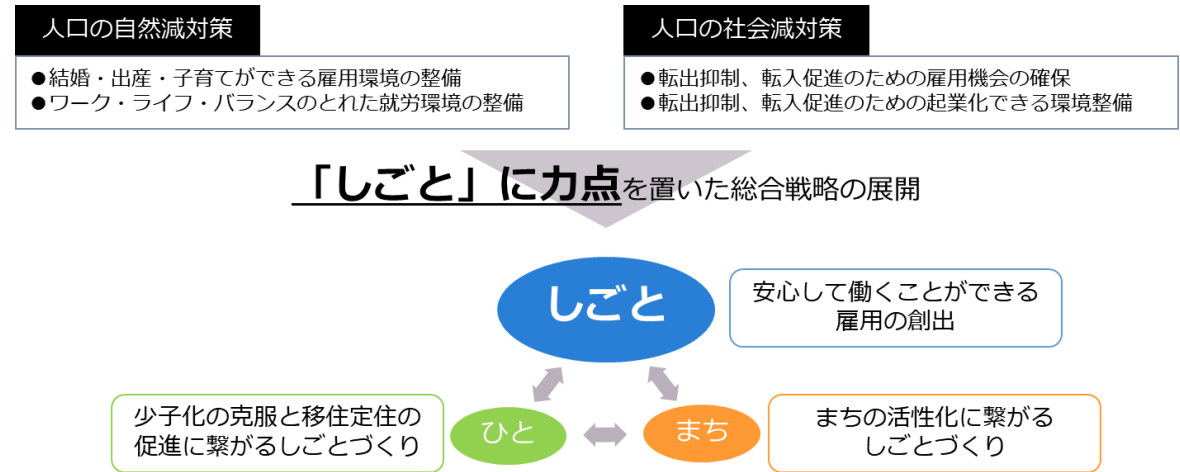 人口の自然減対策
●結婚・出産・子育てができる雇用環境の整備
●ワーク・ライフ・バランスのとれた就労環境の整備
人口の社会減対策
●転出抑制、転入促進のための雇用機会の確保
●転出抑制、転入促進のための起業化できる環境整備
「しごと」に力点を置いた総合戦略の展開
しごと
安心して働くことができる
雇用の創出
少子化の克服と移住定住の
促進に繋がるしごとづくり
ひと
まち
まちの活性化に繋がる
しごとづくり